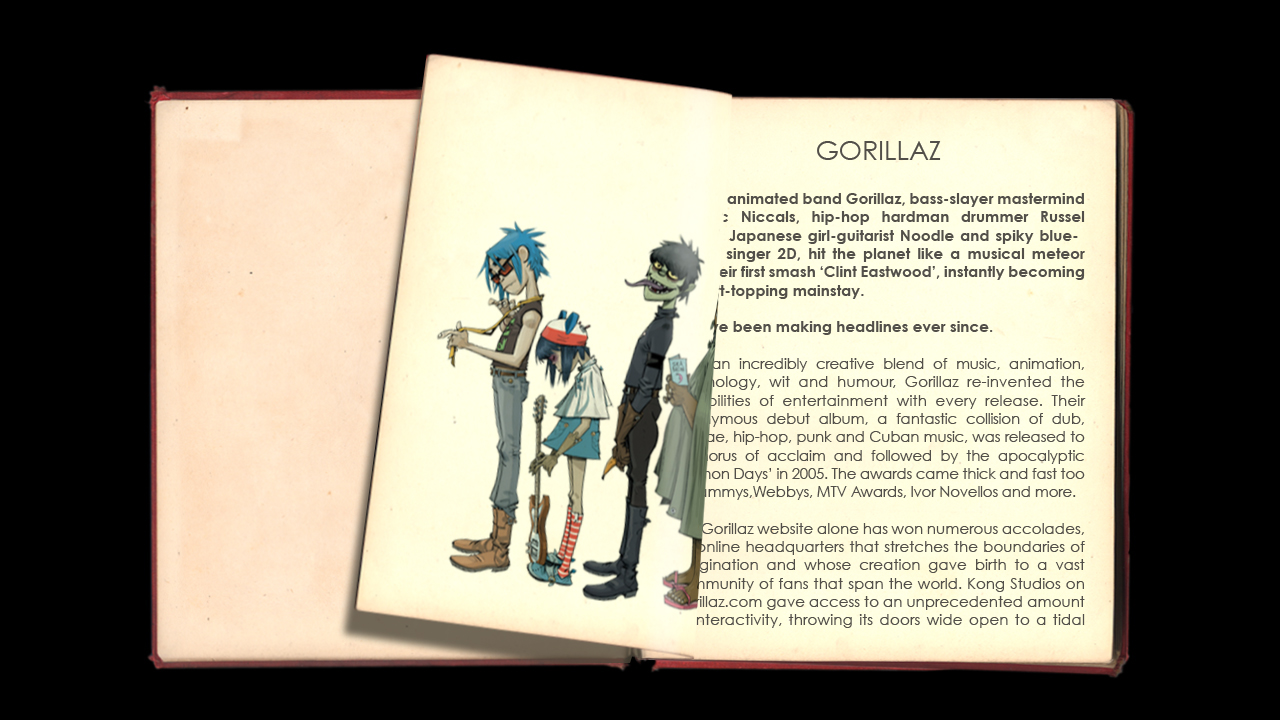 GORILLAZ
animated band Gorillaz, bass-slayer mastermind
Niccals, hip-hop hardman drummer Russel
Japanese girl-guitarist Noodle and spiky blue-
singer 2D, hit the planet like a musical meteor
eir first smash ‘Clint Eastwood’, instantly becoming
t-topping mainstay.
e been making headlines ever since.
an incredibly creative blend of music, animation,
nology, wit and humour, Gorillaz re-invented the
bilities of entertainment with every release. Their
ymous debut album, a fantastic collision of dub,
ae, hip-hop, punk and Cuban music, was released to
orus of acclaim and followed by the apocalyptic
mon Days’ in 2005. The awards came thick and fast too
ammys,Webbys, MTV Awards, Ivor Novellos and more.
Gorillaz website alone has won numerous accolades,
online headquarters that stretches the boundaries of
gination and whose creation gave birth to a vast
mmunity of fans that span the world. Kong Studios on
rillaz.com gave access to an unprecedented amount
nteractivity, throwing its doors wide open to a tidal